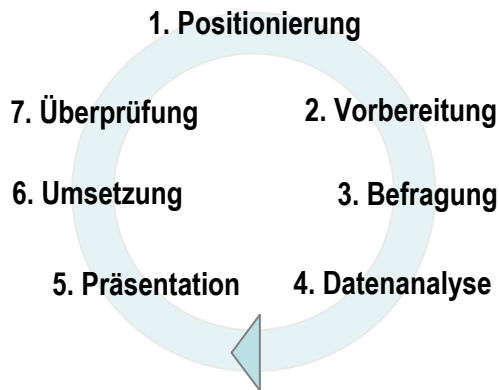 1. Positionierung
2. Vorbereitung
3. Befragung
4. Datenanalyse
5. Präsentation
6. Umsetzung
7. Überprüfung